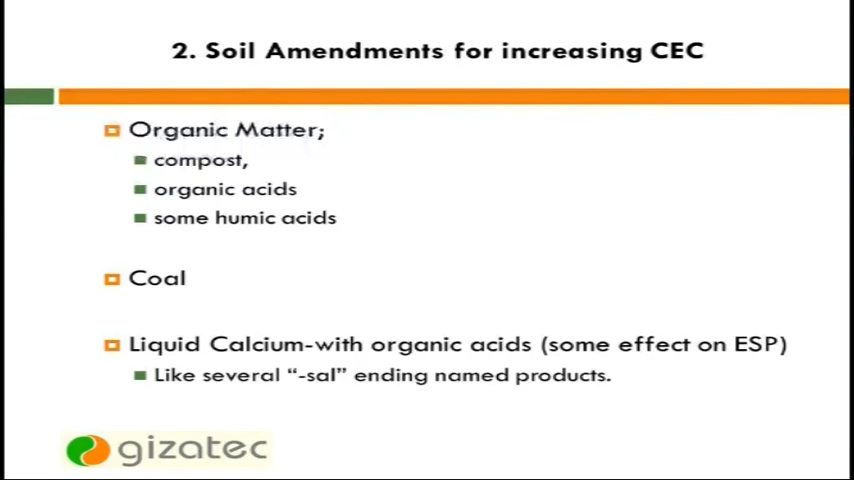 2. Soil Amendments for increasing CEC
Organic Matter;
compost,
organic acids
some humic acids
Coal
Liquid Calcium-with organic acids (some effect on ESP)
Like several “-sal” ending named products.
gizatec